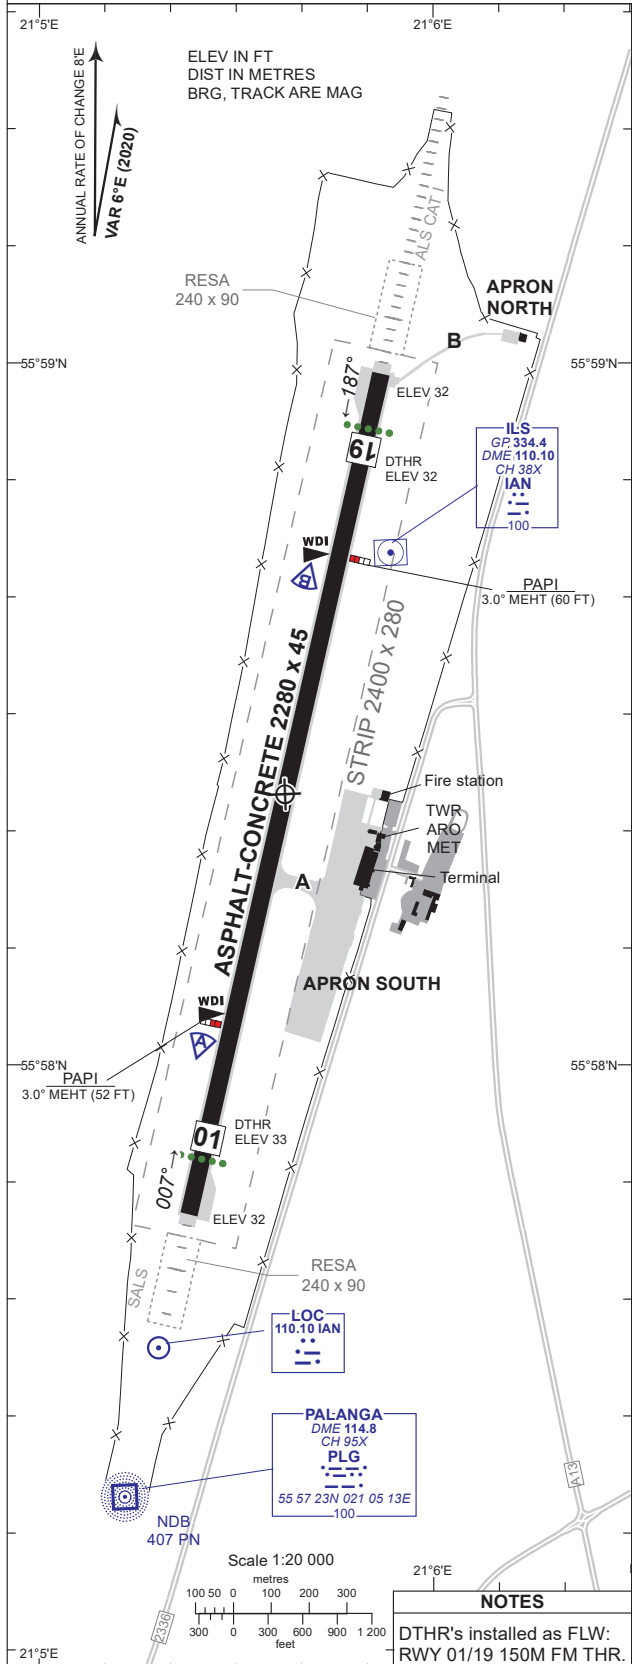 21°5'E
21°6'E
ELEV IN FT
DIST IN METRES
BRG, TRACK ARE MAG
ANNUAL RATE OF CHANGE 8'E
VAR 6°E (2020)
ALS CAT I
RESA
240 x 90
APRON
NORTH
B
55°59'N
55°59'N
187°
ELEV 32
19
DTHR
ELEV 32
ILS
GP 334.4
DME 110.10
CH 38X
IAN
100
WDI
B
PAPI
3.0° MEHT (60 FT)
ASPHALT-CONCRETE 2280 x 45
STRIP 2400 x 280
Fire station
TWR
ARO
MET
Terminal
A
APRON SOUTH
WDI
A
55°58'N
55°58'N
PAPI
3.0° MEHT (52 FT)
DTHR
ELEV 33
01
007°
ELEV 32
RESA
240 x 90
SALS
LOC
110.10 IAN
PALANGA
DME 114.8
CH 95X
PLG
55 57 23N 021 05 13E
100
NDB
407 PN
A13
2336
Scale 1:20 000
metres
100 50 0 100 200 300
300 0 300 600 900 1 200
feet
21°6'E
21°5'E
NOTES
DTHR's installed as FLW:
RWY 01/19 150M FM THR.